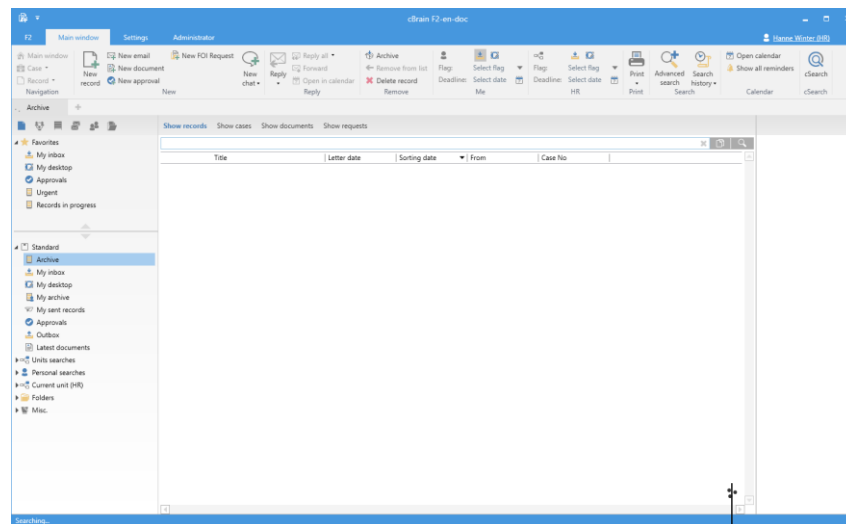 cBrain F2-en-doc
F2 Main window Settings Administrator
Hanne Winter (HR)
Main window
Case
Record
Navigation
New record
New email
New document
New approval
New FOI Request
New chat
New
Reply
Reply all
Forward
Open in calendar
Reply
Archive
Remove from list
Delete record
Remove
Flag: Select flag
Deadline: Select date
Me
Flag: Select flag
Deadline: Select date
HR
Print
Print
Advanced search
Search history
Search
Open calendar
Show all reminders
Calendar
cSearch
cSearch
Archive
Show records Show cases Show documents Show requests
Title Letter date Sorting date From Case No
Favorites
My inbox
My desktop
Approvals
Urgent
Records in progress
Standard
Archive
My inbox
My desktop
My archive
My sent records
Approvals
Outbox
Latest documents
Units searches
Personal searches
Current unit (HR)
Folders
Misc.
Searching...